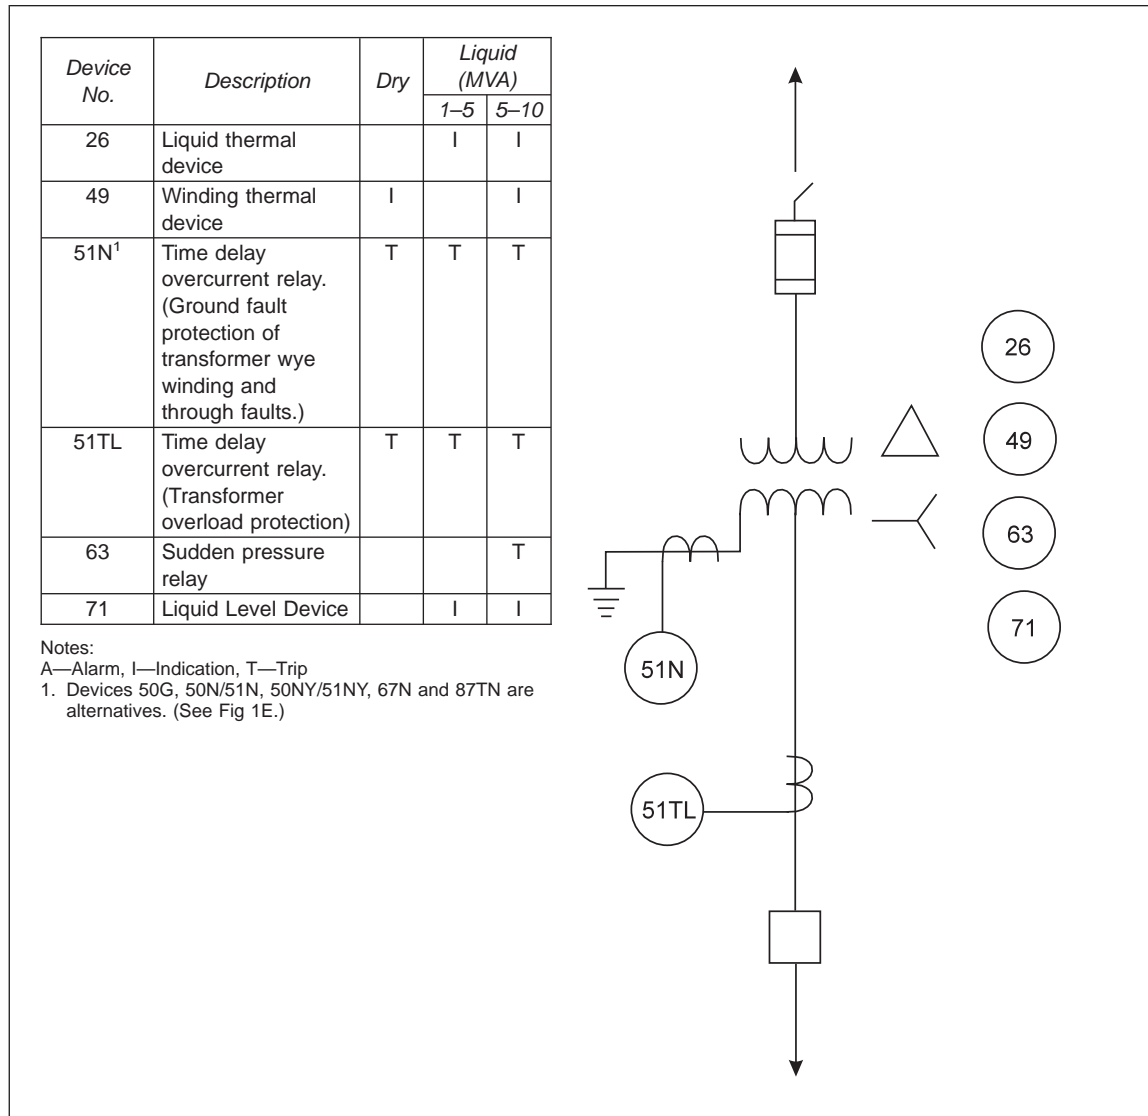 Device No. Description Dry Liquid (MVA)
1–5 5–10
26 Liquid thermal device I I
49 Winding thermal device I I
51N1 Time delay overcurrent relay. (Ground fault protection of transformer wye winding and through faults.) T T T
51TL Time delay overcurrent relay. (Transformer overload protection) T T T
63 Sudden pressure relay T
71 Liquid Level Device I I
Notes:
A—Alarm, I—Indication, T—Trip
1. Devices 50G, 50N/51N, 50NY/51NY, 67N and 87TN are
alternatives. (See Fig 1E.)
26
49
63
71
51N
51TL